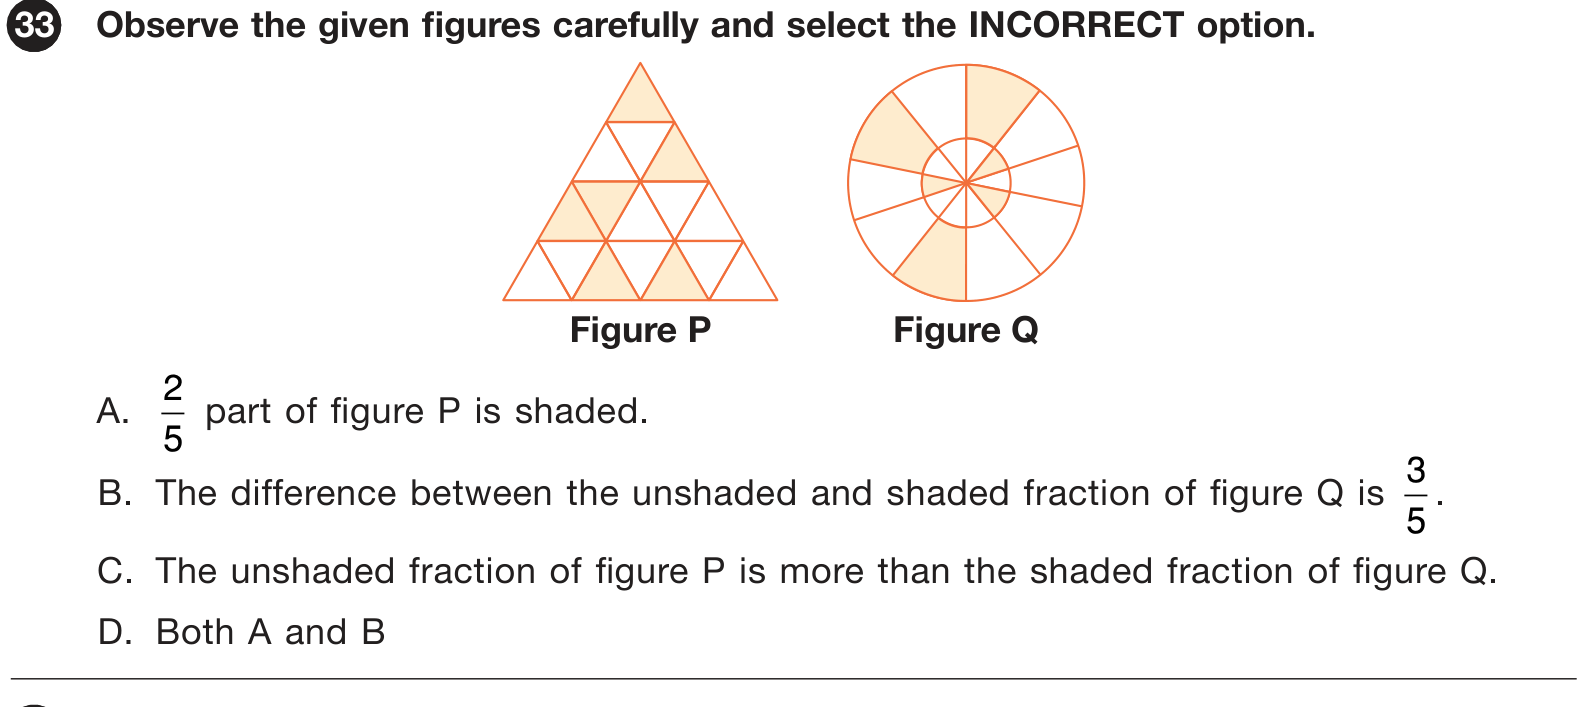 33 Observe the given figures carefully and select the INCORRECT option.
Figure P Figure Q
A. 2/5 part of figure P is shaded.
B. The difference between the unshaded and shaded fraction of figure Q is 3/5.
C. The unshaded fraction of figure P is more than the shaded fraction of figure Q.
D. Both A and B